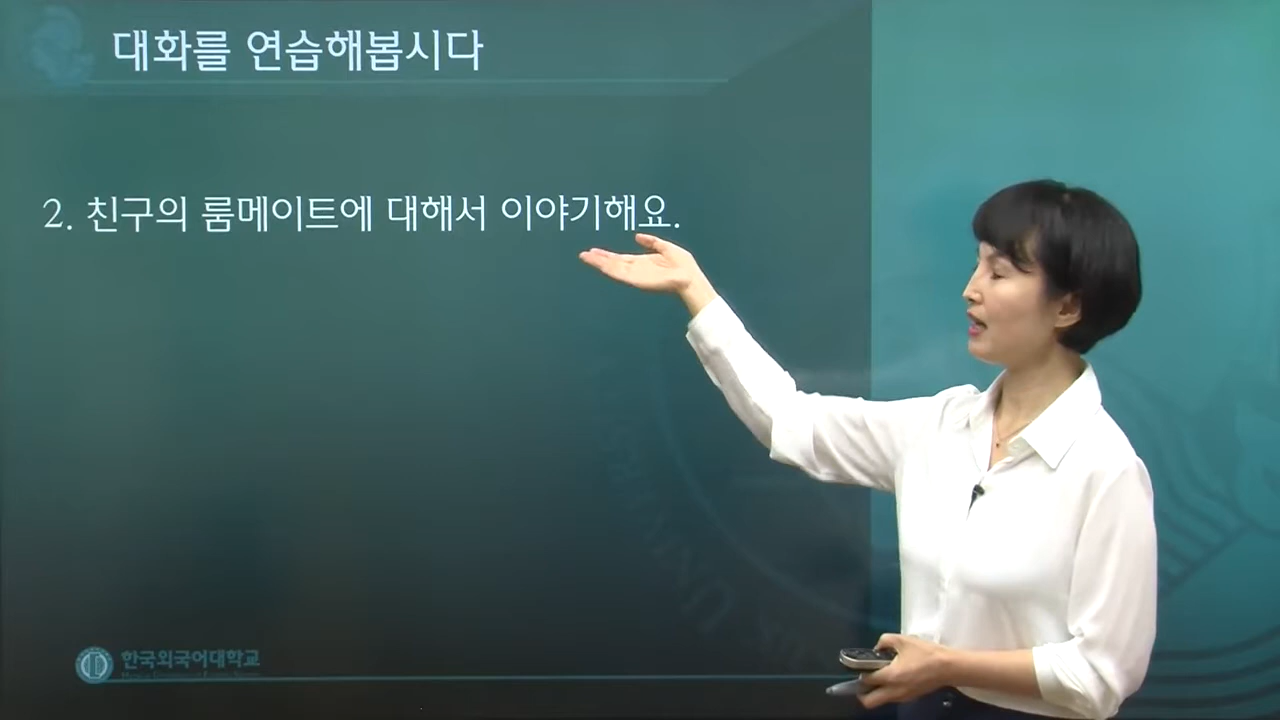 대화를 연습해봅시다
2. 친구의 룸메이트에 대해서 이야기해요.
한국외국어대학교